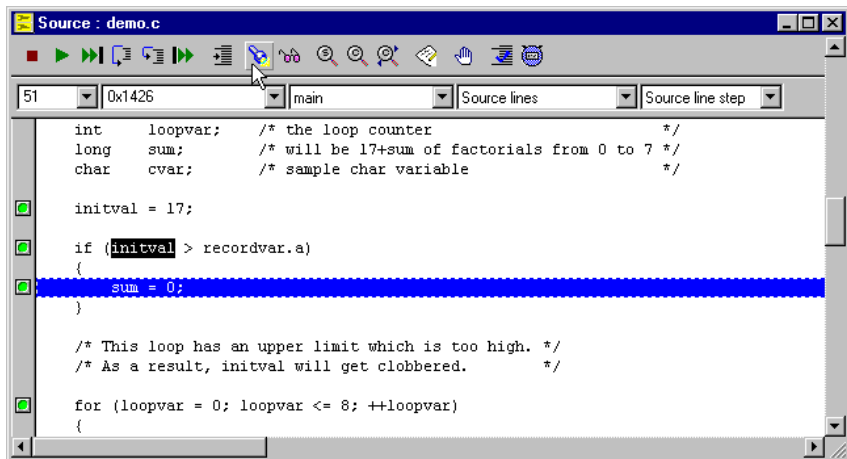 Source : demo.c
51 0x1426 main Source lines Source line step
int loopvar; /* the loop counter */
long sum; /* will be 17+sum of factorials from 0 to 7 */
char cvar; /* sample char variable */
initval = 17;
if (initval > recordvar.a)
{
sum = 0;
}
/* This loop has an upper limit which is too high. */
/* As a result, initval will get clobbered. */
for (loopvar = 0; loopvar <= 8; ++loopvar)
{